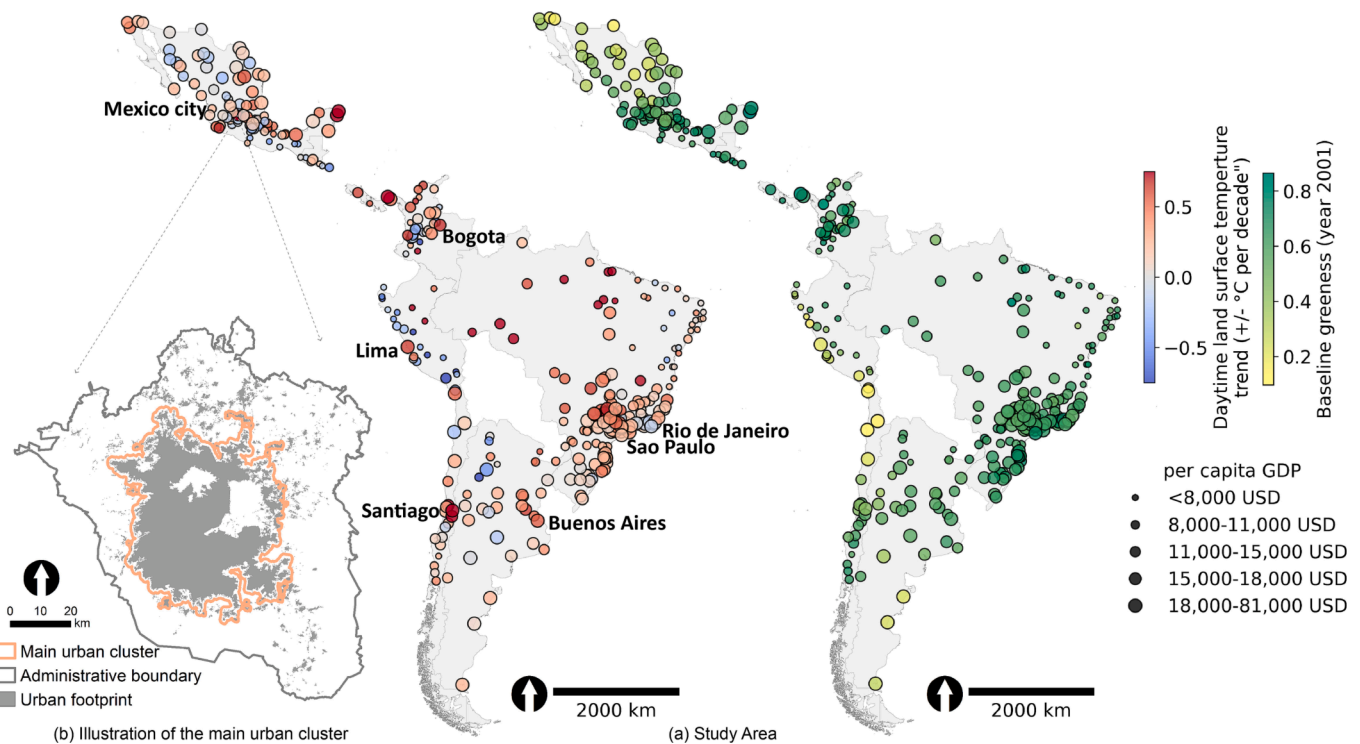 Mexico city
Bogota
Lima
Rio de Janeiro
Sao Paulo
Santiago
Buenos Aires
Daytime land surface temperture
trend (+/- °C per decade")
0.5
0.0
−0.5
Baseline greeness (year 2001)
0.8
0.6
0.4
0.2
per capita GDP
<8,000 USD
8,000-11,000 USD
11,000-15,000 USD
15,000-18,000 USD
18,000-81,000 USD
0 10 20
km
Main urban cluster
Administrative boundary
Urban footprint
2000 km
2000 km
(b) Illustration of the main urban cluster
(a) Study Area